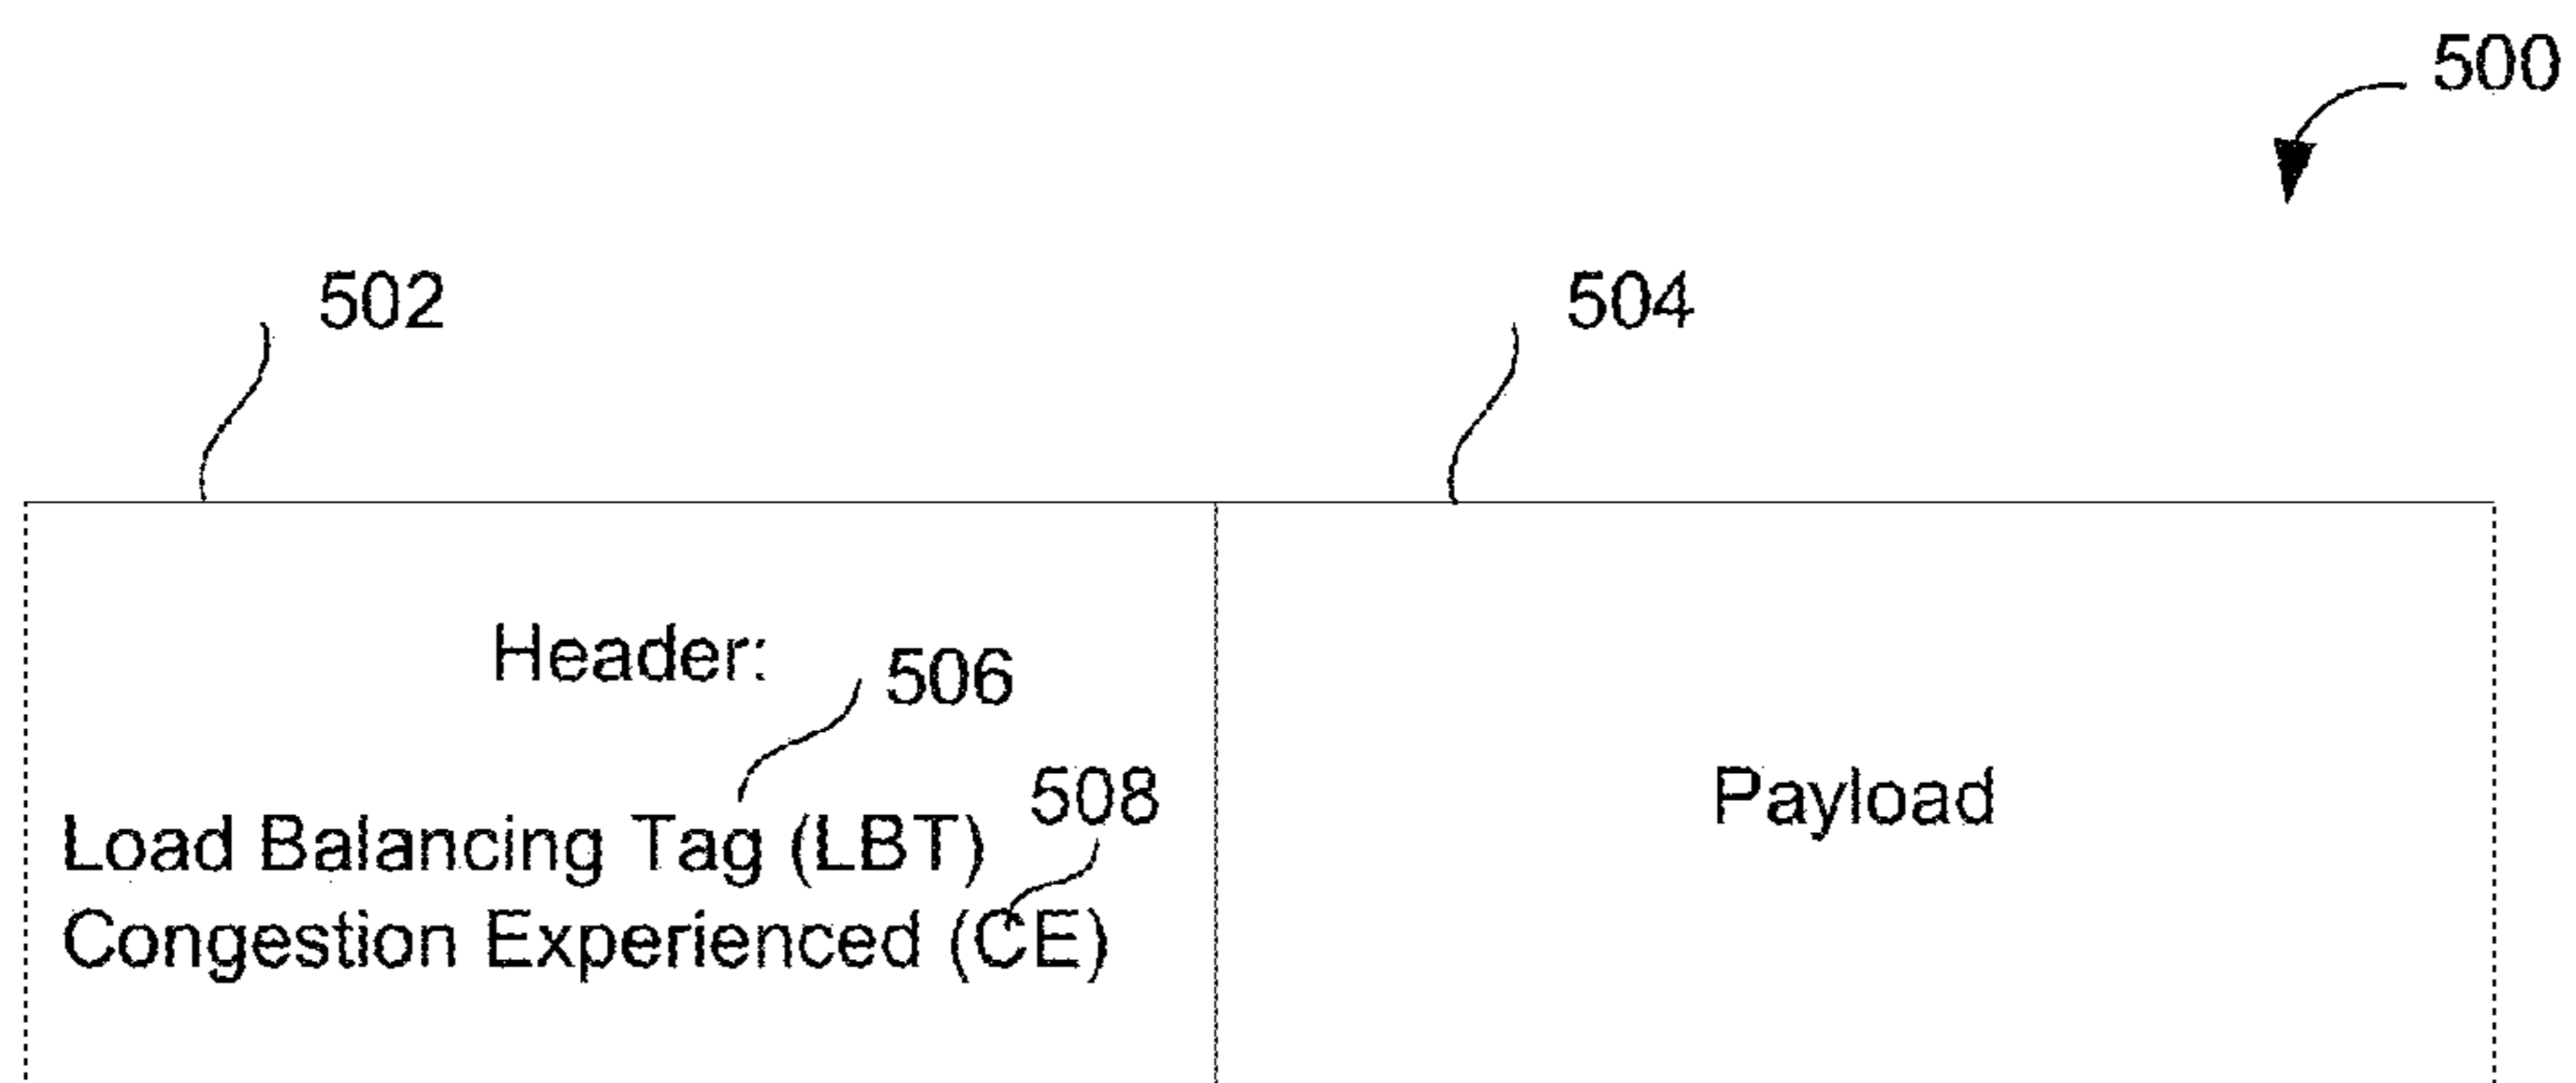 500
502
504
Header:
506
508
Load Balancing Tag (LBT)
Congestion Experienced (CE)
Payload